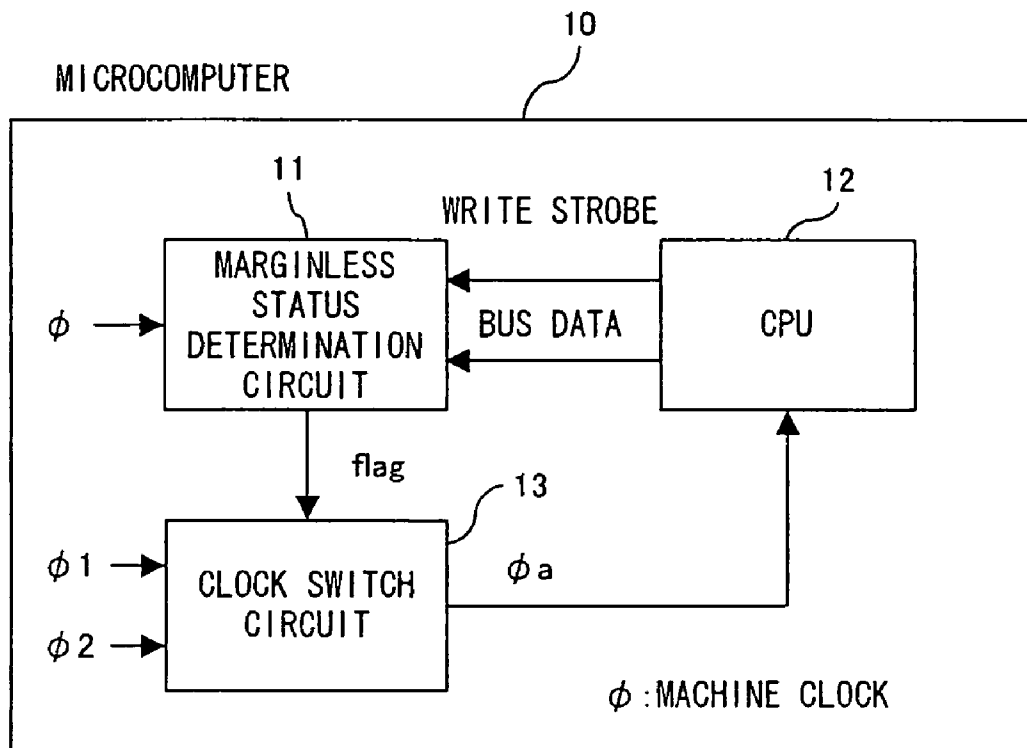 10
MICROCOMPUTER
11
12
WRITE STROBE
MARGINLESS
STATUS
DETERMINATION
CIRCUIT
φ
BUS DATA
CPU
flag
13
φ1
φa
CLOCK SWITCH
CIRCUIT
φ2
φ:MACHINE CLOCK